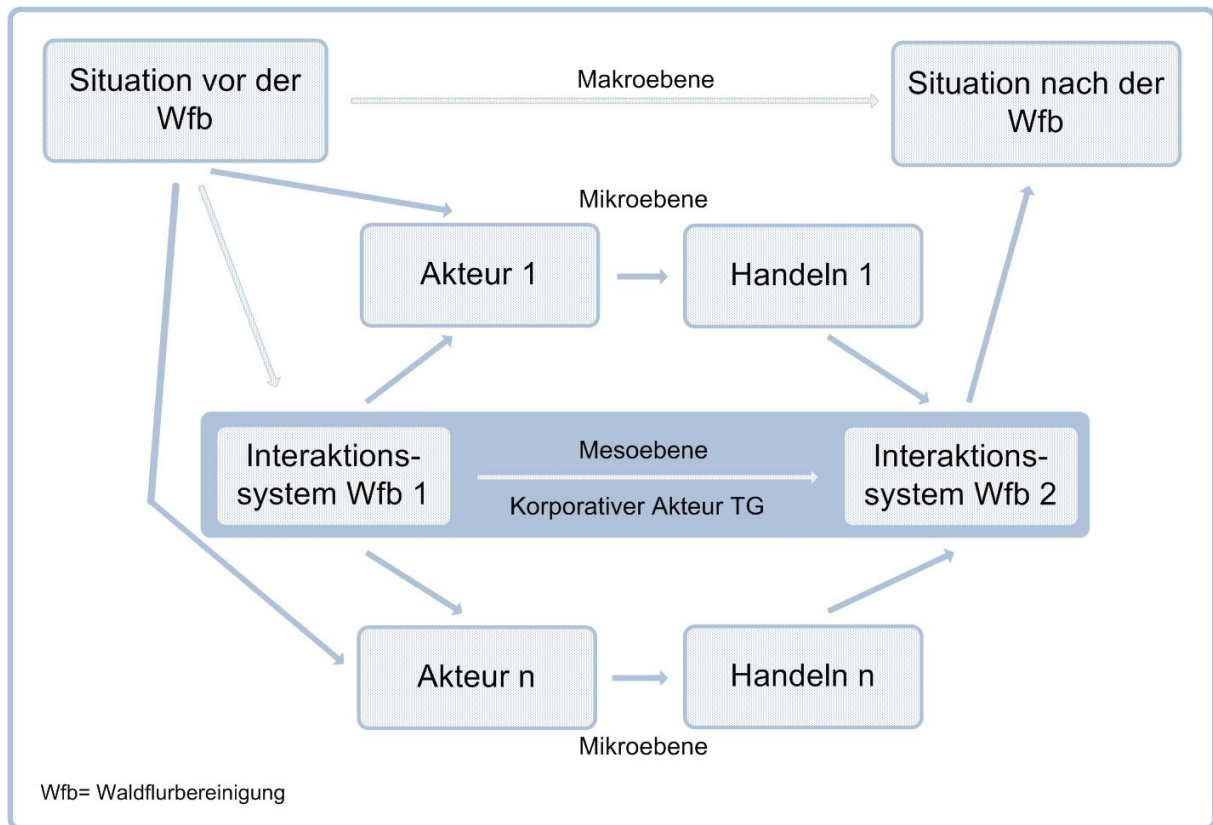 Situation vor der
Wfb
Makroebene
Situation nach der
Wfb
Mikroebene
Akteur 1
Handeln 1
Interaktions-
system Wfb 1
Mesoebene
Korporativer Akteur TG
Interaktions-
system Wfb 2
Akteur n
Handeln n
Mikroebene
Wfb= Waldflurbereinigung